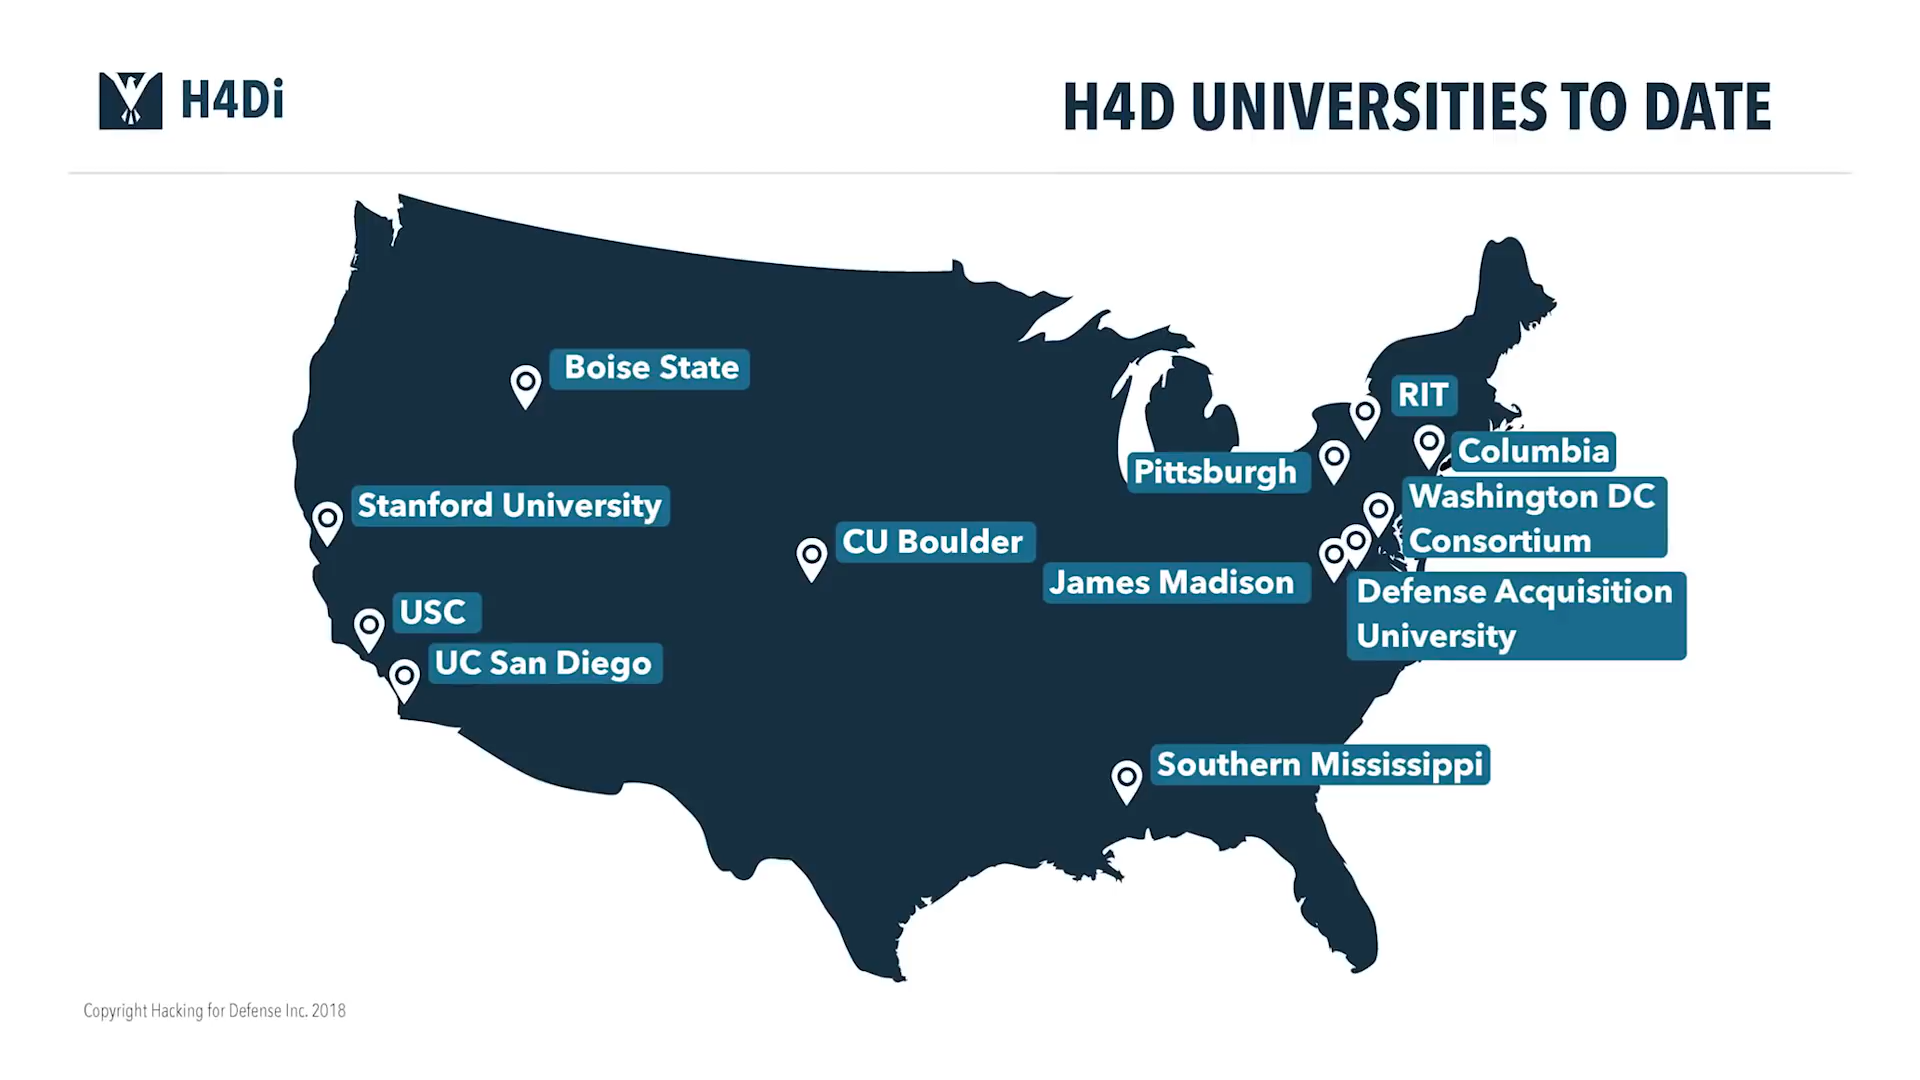 H4Di
H4D UNIVERSITIES TO DATE
Boise State
RIT
Columbia
Pittsburgh
Washington DC
Consortium
Stanford University
CU Boulder
James Madison
Defense Acquisition
University
USC
UC San Diego
Southern Mississippi
Copyright Hacking for Defense Inc. 2018